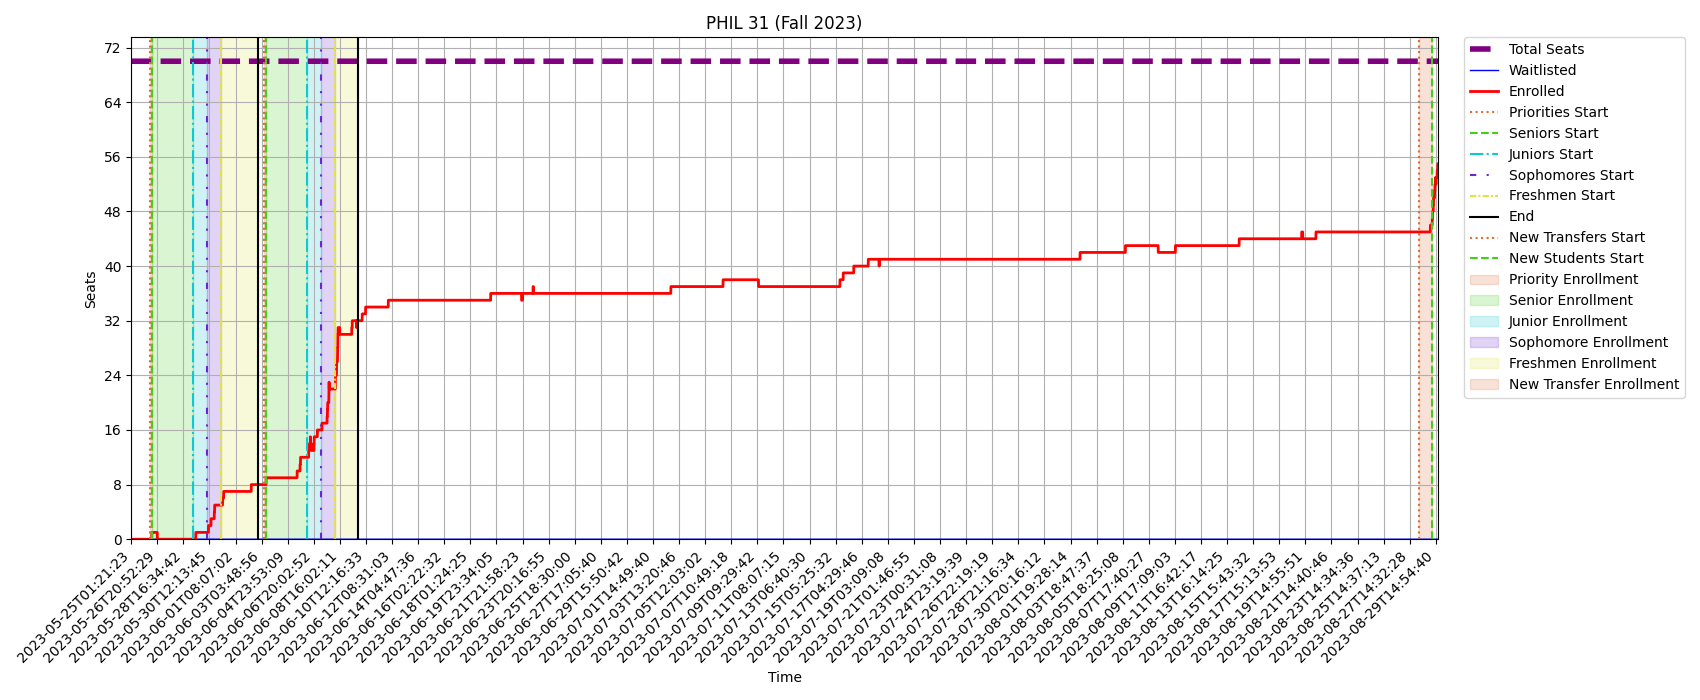 PHIL 31 (Fall 2023)
72
64
56
48
40
32
24
16
8
0
Seats
2023-05-25T01:21:23
2023-05-26T20:52:29
2023-05-28T16:34:42
2023-05-30T12:13:45
2023-06-01T08:07:02
2023-06-03T03:48:56
2023-06-04T23:53:09
2023-06-06T20:02:52
2023-06-08T16:02:11
2023-06-10T12:16:33
2023-06-12T08:31:03
2023-06-14T04:47:36
2023-06-16T02:22:32
2023-06-18T01:24:25
2023-06-19T23:34:05
2023-06-21T21:58:23
2023-06-23T20:16:55
2023-06-25T18:30:00
2023-06-27T17:05:40
2023-06-29T15:50:42
2023-07-01T14:49:40
2023-07-03T13:20:46
2023-07-05T12:03:02
2023-07-07T10:49:18
2023-07-09T09:29:42
2023-07-11T08:07:15
2023-07-13T06:40:30
2023-07-15T05:25:32
2023-07-17T04:29:46
2023-07-19T03:09:08
2023-07-21T01:46:55
2023-07-23T00:31:08
2023-07-24T23:19:39
2023-07-26T22:19:19
2023-07-28T21:16:34
2023-07-30T20:16:12
2023-08-01T19:28:14
2023-08-03T18:47:37
2023-08-05T18:25:08
2023-08-07T17:40:27
2023-08-09T17:09:03
2023-08-11T16:42:17
2023-08-13T16:14:25
2023-08-15T15:43:32
2023-08-17T15:13:53
2023-08-19T14:55:51
2023-08-21T14:40:46
2023-08-23T14:34:36
2023-08-25T14:37:13
2023-08-27T14:32:28
2023-08-29T14:54:40
Time
Total Seats
Waitlisted
Enrolled
Priorities Start
Seniors Start
Juniors Start
Sophomores Start
Freshmen Start
End
New Transfers Start
New Students Start
Priority Enrollment
Senior Enrollment
Junior Enrollment
Sophomore Enrollment
Freshmen Enrollment
New Transfer Enrollment